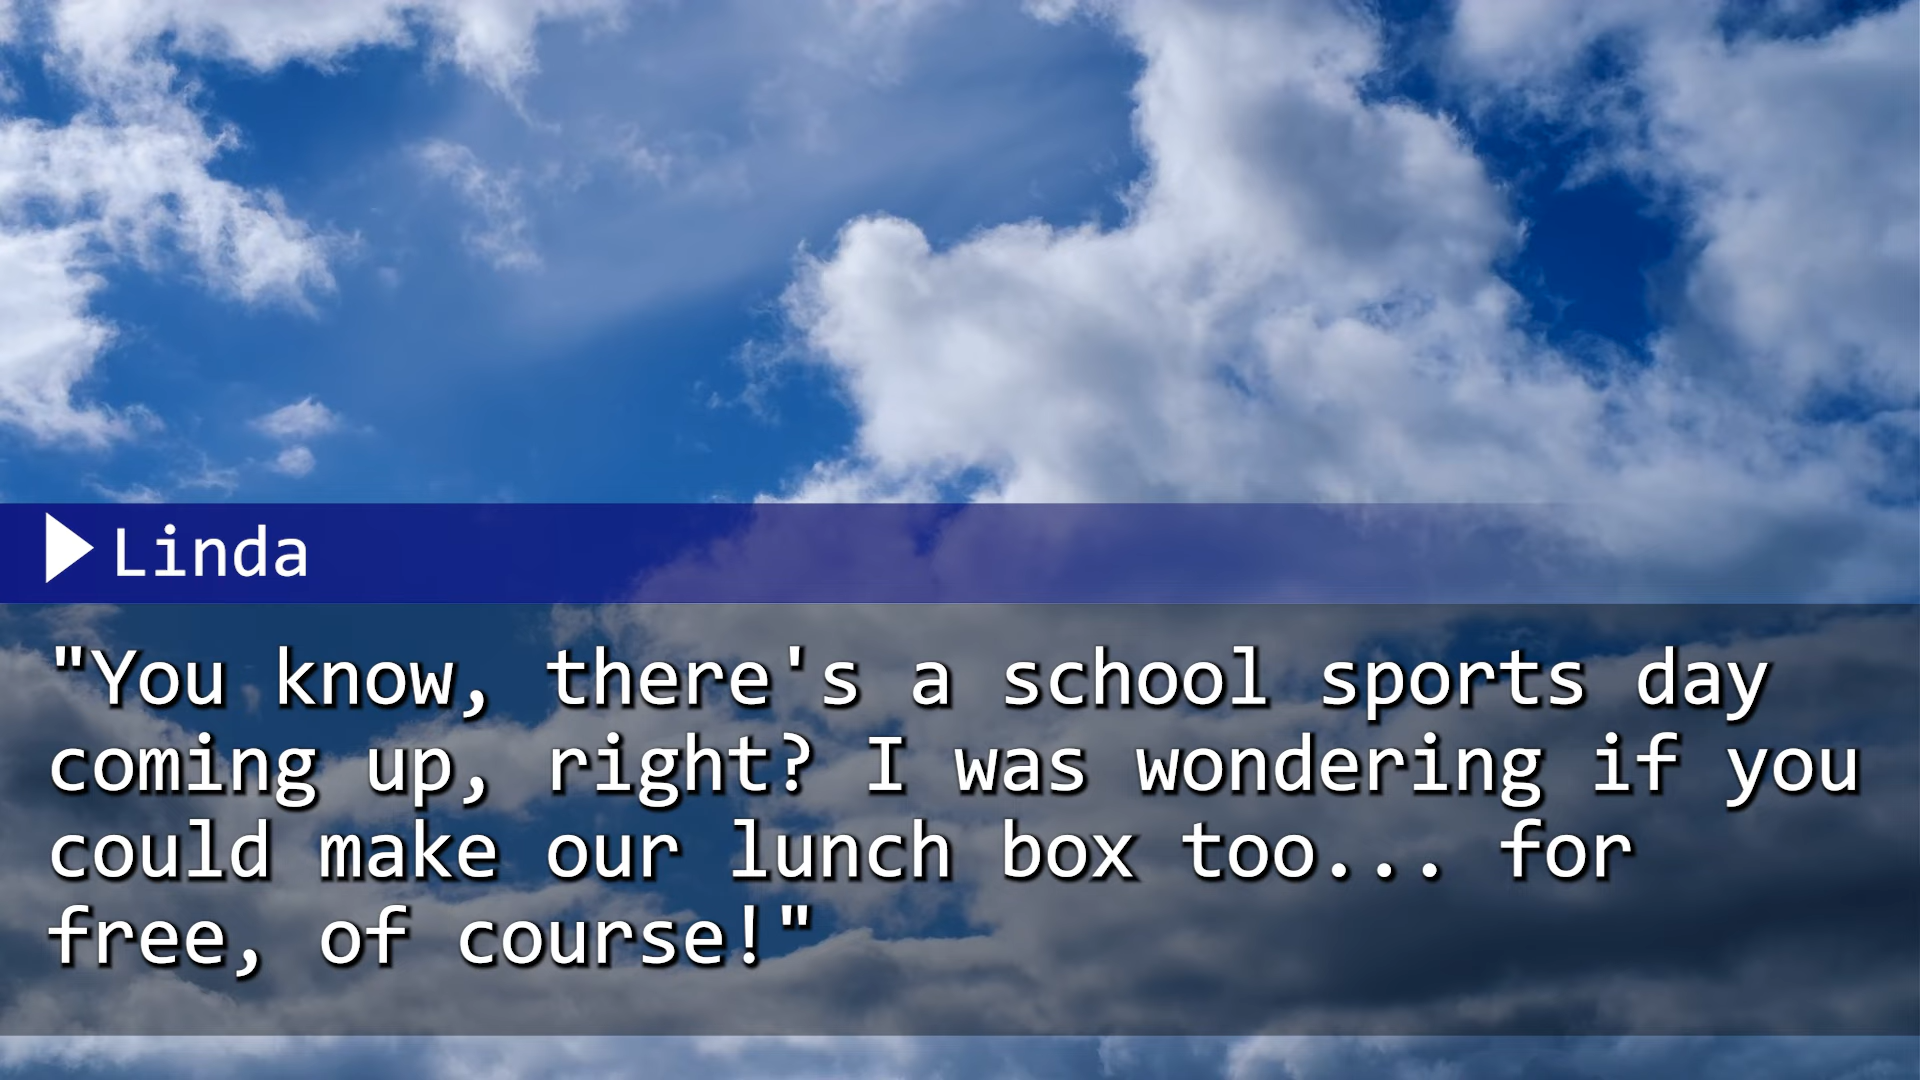 Linda
"You know, there's a school sports day
coming up, right? I was wondering if you
could make our lunch box too... for
free, of course!"